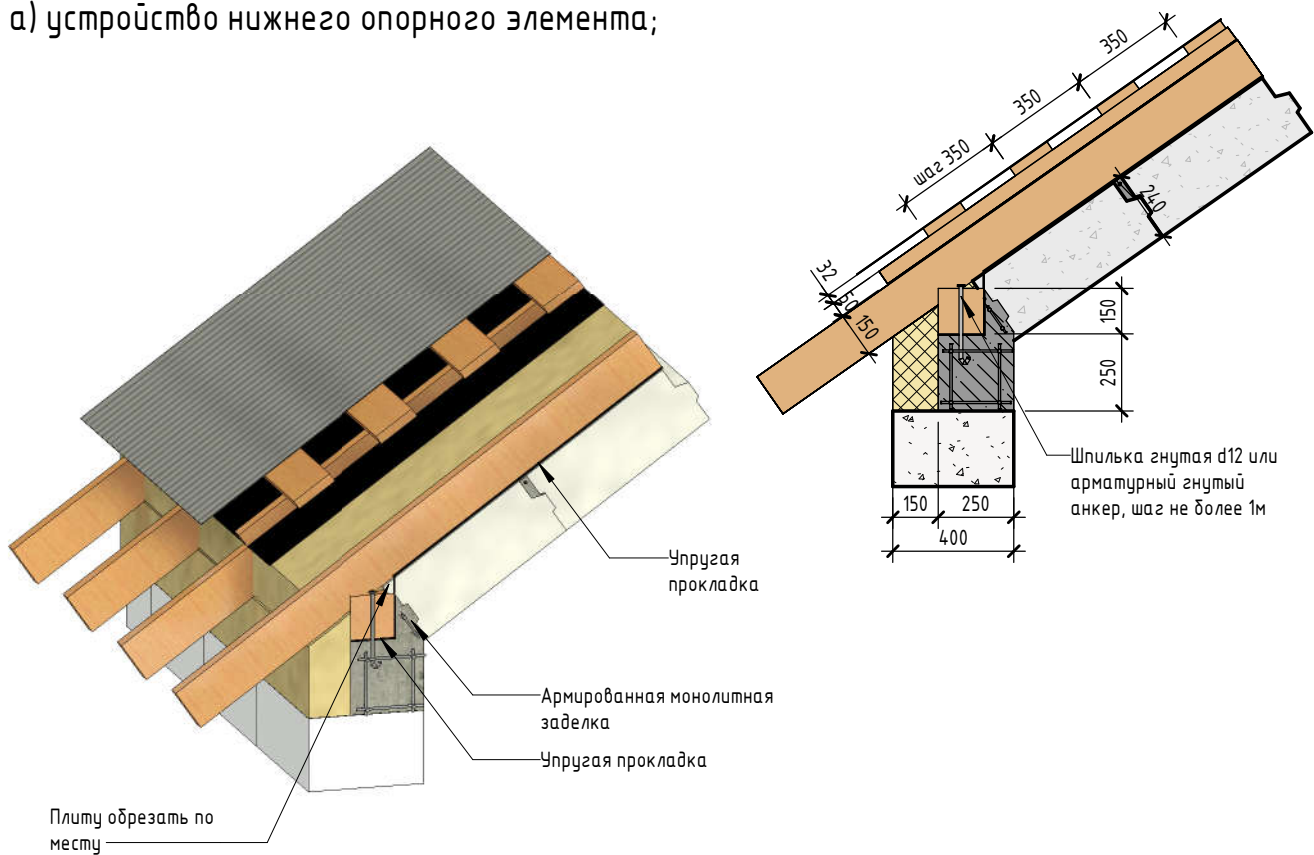 а) устройство нижнего опорного элемента;
350
350
шаг 350
240
32
50
150
150
250
Шпилька гнутая d12 или
арматурный гнутый
анкер, шаг не более 1м
150
250
400
Упругая
прокладка
Армированная монолитная
заделка
Упругая прокладка
Плиту обрезать по
месту